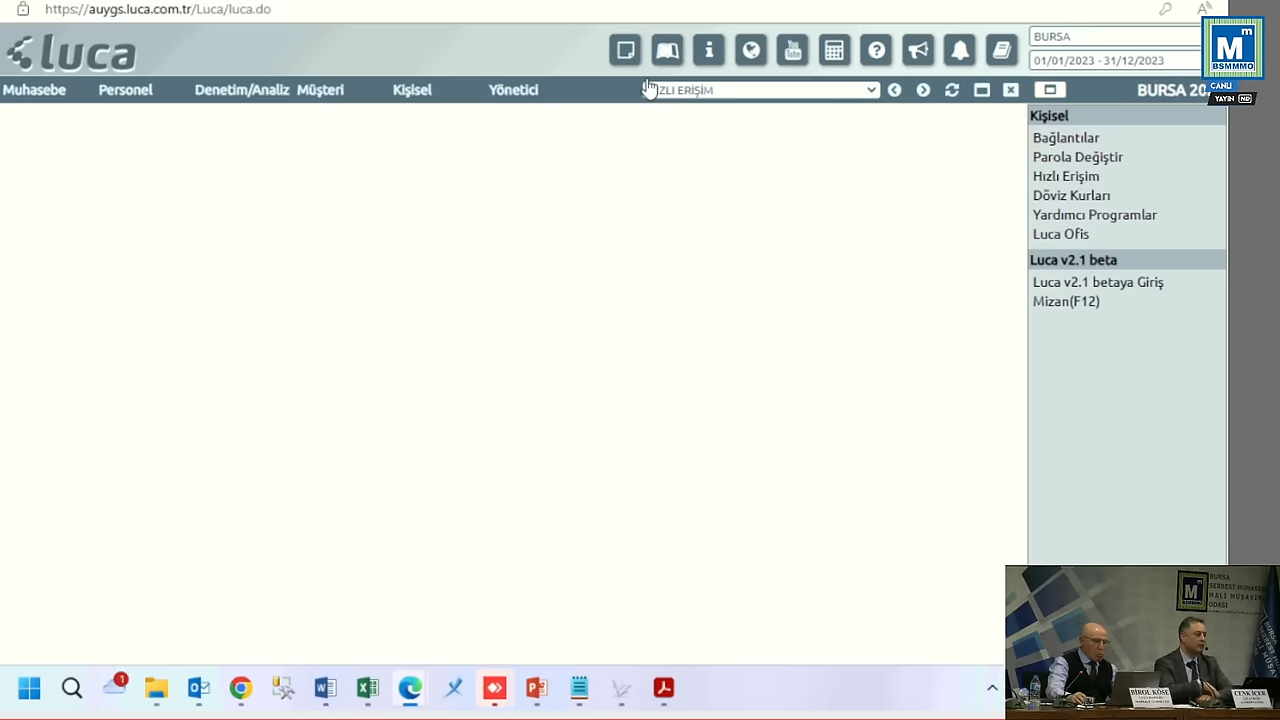 https://auygs.luca.com.tr/Luca/luca.do
luca
BURSA
01/01/2023 - 31/12/2023
M m
BSMMMO
CANLI
YAYIN HD
Muhasebe Personel Denetim/Analiz Müşteri Kişisel Yönetici
ZLI ERİŞİM
BURSA 20
Kişisel
Bağlantılar
Parola Değiştir
Hızlı Erişim
Döviz Kurları
Yardımcı Programlar
Luca Ofis
Luca v2.1 beta
Luca v2.1 betaya Giriş
Mizan(F12)
BURSA
SERBEST MUHASE
MALİ MÜŞAVİR
ODASI
BİROL KÖSE
CENK İÇER
1